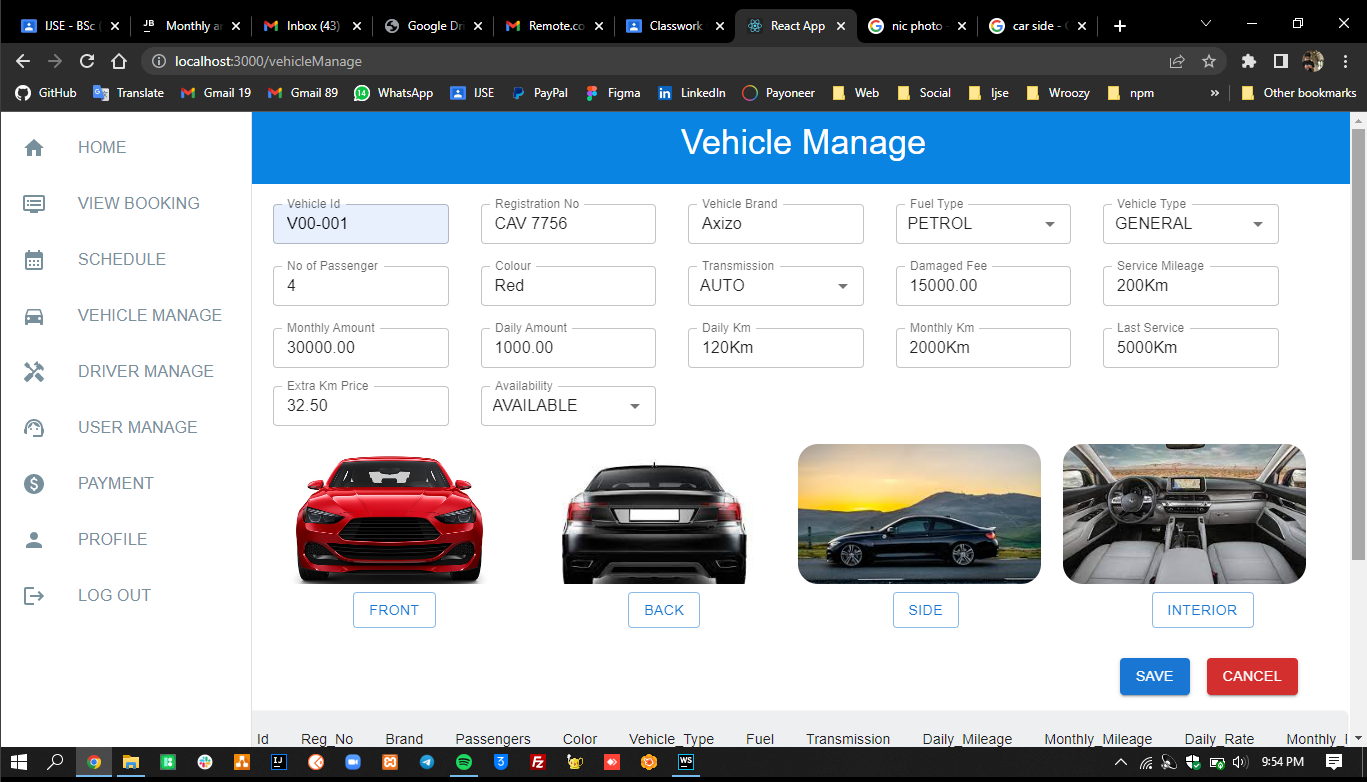 IJSE - BSc ( Monthly ar Inbox (43) Google Dri Remote.co Classwork React App nic photo - car side - G
localhost:3000/vehicleManage
GitHub Translate Gmail 19 Gmail 89 WhatsApp IJSE PayPal Figma LinkedIn Payoneer Web Social Ijse Wroozy npm » Other bookmarks
Vehicle Manage
HOME
VIEW BOOKING
SCHEDULE
VEHICLE MANAGE
DRIVER MANAGE
USER MANAGE
PAYMENT
PROFILE
LOG OUT
Vehicle Id Registration No Vehicle Brand Fuel Type Vehicle Type
V00-001 CAV 7756 Axizo PETROL GENERAL
No of Passenger Colour Transmission Damaged Fee Service Mileage
4 Red AUTO 15000.00 200Km
Monthly Amount Daily Amount Daily Km Monthly Km Last Service
30000.00 1000.00 120Km 2000Km 5000Km
Extra Km Price Availability
32.50 AVAILABLE
FRONT BACK SIDE INTERIOR
SAVE CANCEL
Id Reg_No Brand Passengers Color Vehicle_Type Fuel Transmission Daily_Mileage Monthly_Mileage Daily_Rate Monthly_
9:54 PM